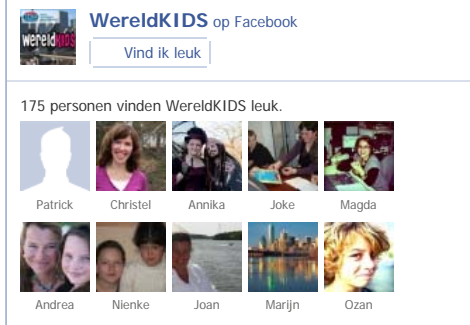 WereldKIDS op Facebook
wereldKIDS
Vind ik leuk
175 personen vinden WereldKIDS leuk.
Patrick Christel Annika Joke Magda
Andrea Nienke Joan Marijn Ozan